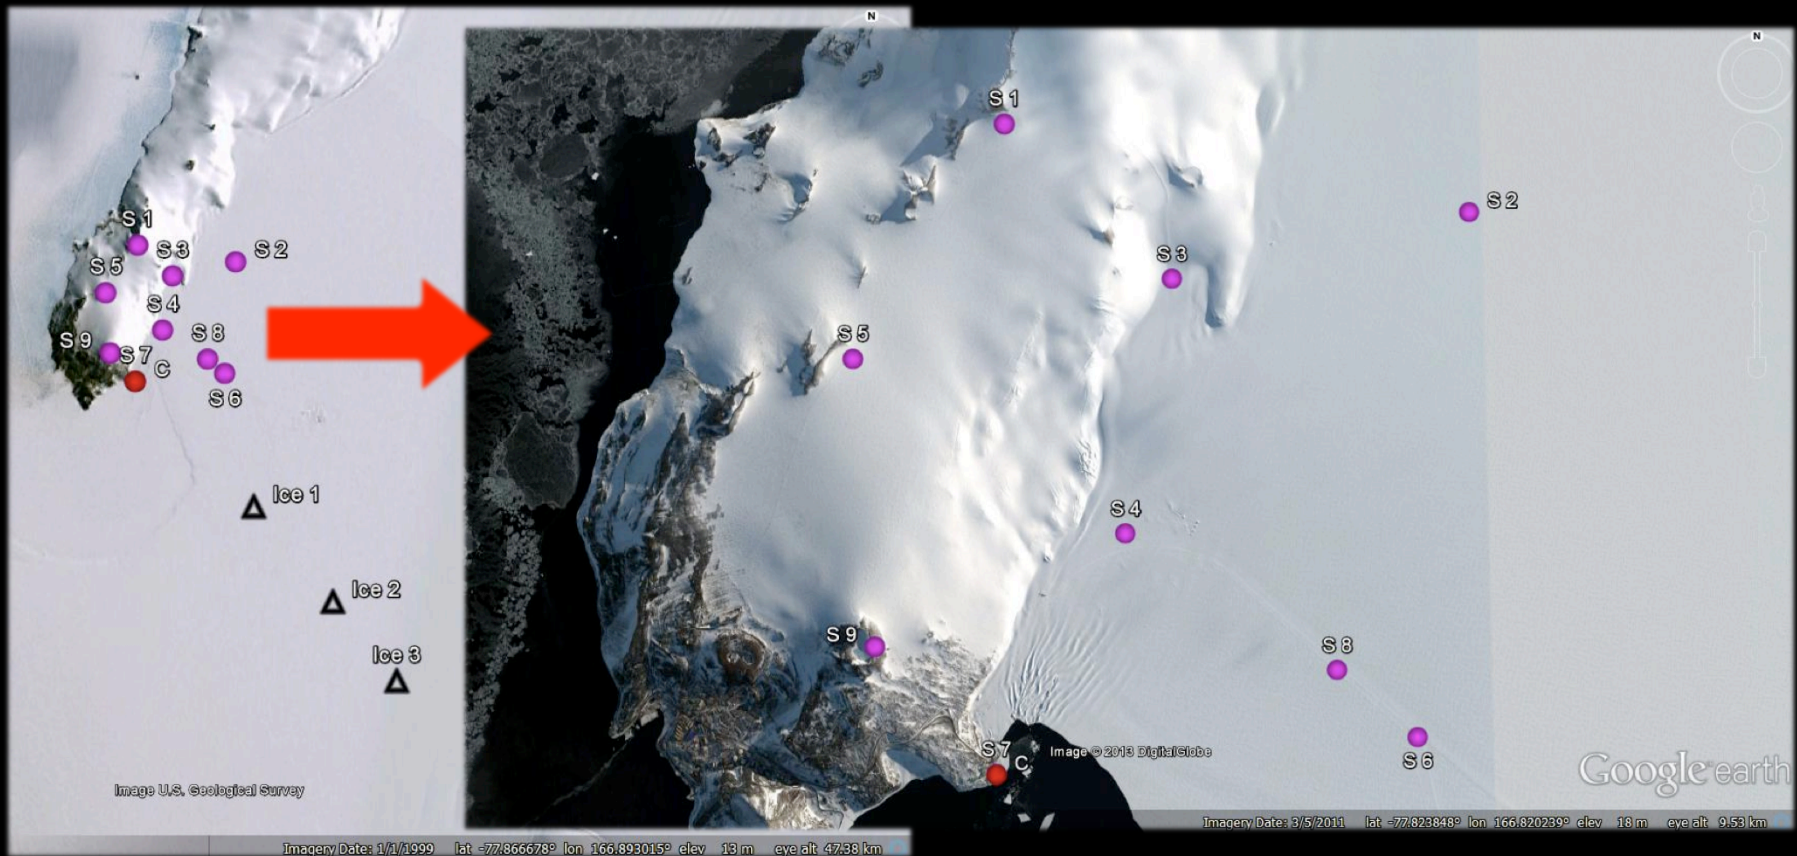 N
S 1
S 3
S 2
S 5
S 4
S 9
S 7
S 8
C
S 6
Ice 1
Ice 2
Ice 3
Image U.S. Geological Survey
Imagery Date: 1/1/1999 lat -77.866678° lon 166.893015° elev 13 m eye alt 47.38 km
N
S 1
S 2
S 3
S 5
S 4
S 9
S 8
S 7
C
Image © 2013 DigitalGlobe
S 6
Google earth
Imagery Date: 3/5/2011 lat -77.823848° lon 166.820239° elev 18 m eye alt 9.53 km